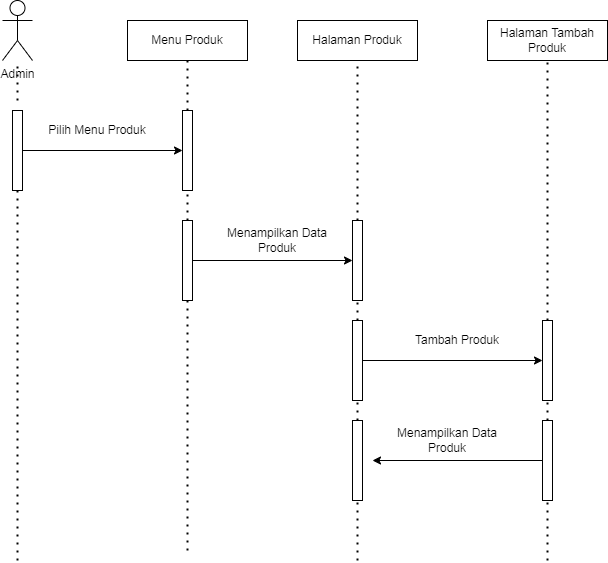 Admin
Menu Produk
Halaman Produk
Halaman Tambah
Produk
Pilih Menu Produk
Menampilkan Data
Produk
Tambah Produk
Menampilkan Data
Produk